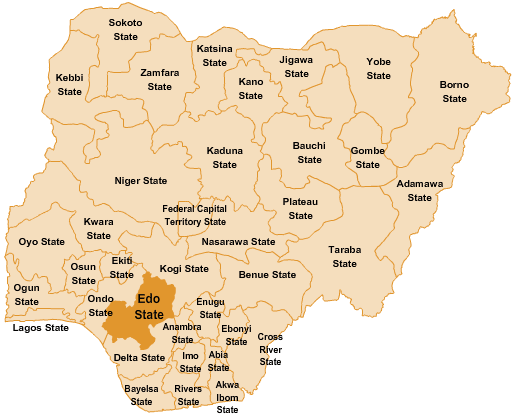 Sokoto
State
Kebbi
State
Zamfara
State
Katsina
State
Kano
State
Jigawa
State
Yobe
State
Borno
State
Kaduna
State
Bauchi
State
Gombe
State
Adamawa
State
Niger State
Federal Capital
Territory State
Plateau
State
Kwara
State
Oyo State
Nasarawa State
Taraba
State
Osun
State
Ekiti
State
Kogi State
Benue State
Ogun
State
Ondo
State
Edo
State
Lagos State
Enugu
State
Anambra
State
Ebonyi
State
Cross
River
State
Delta State
Imo
State
Abia
State
Bayelsa
State
Rivers
State
Akwa
Ibom
State